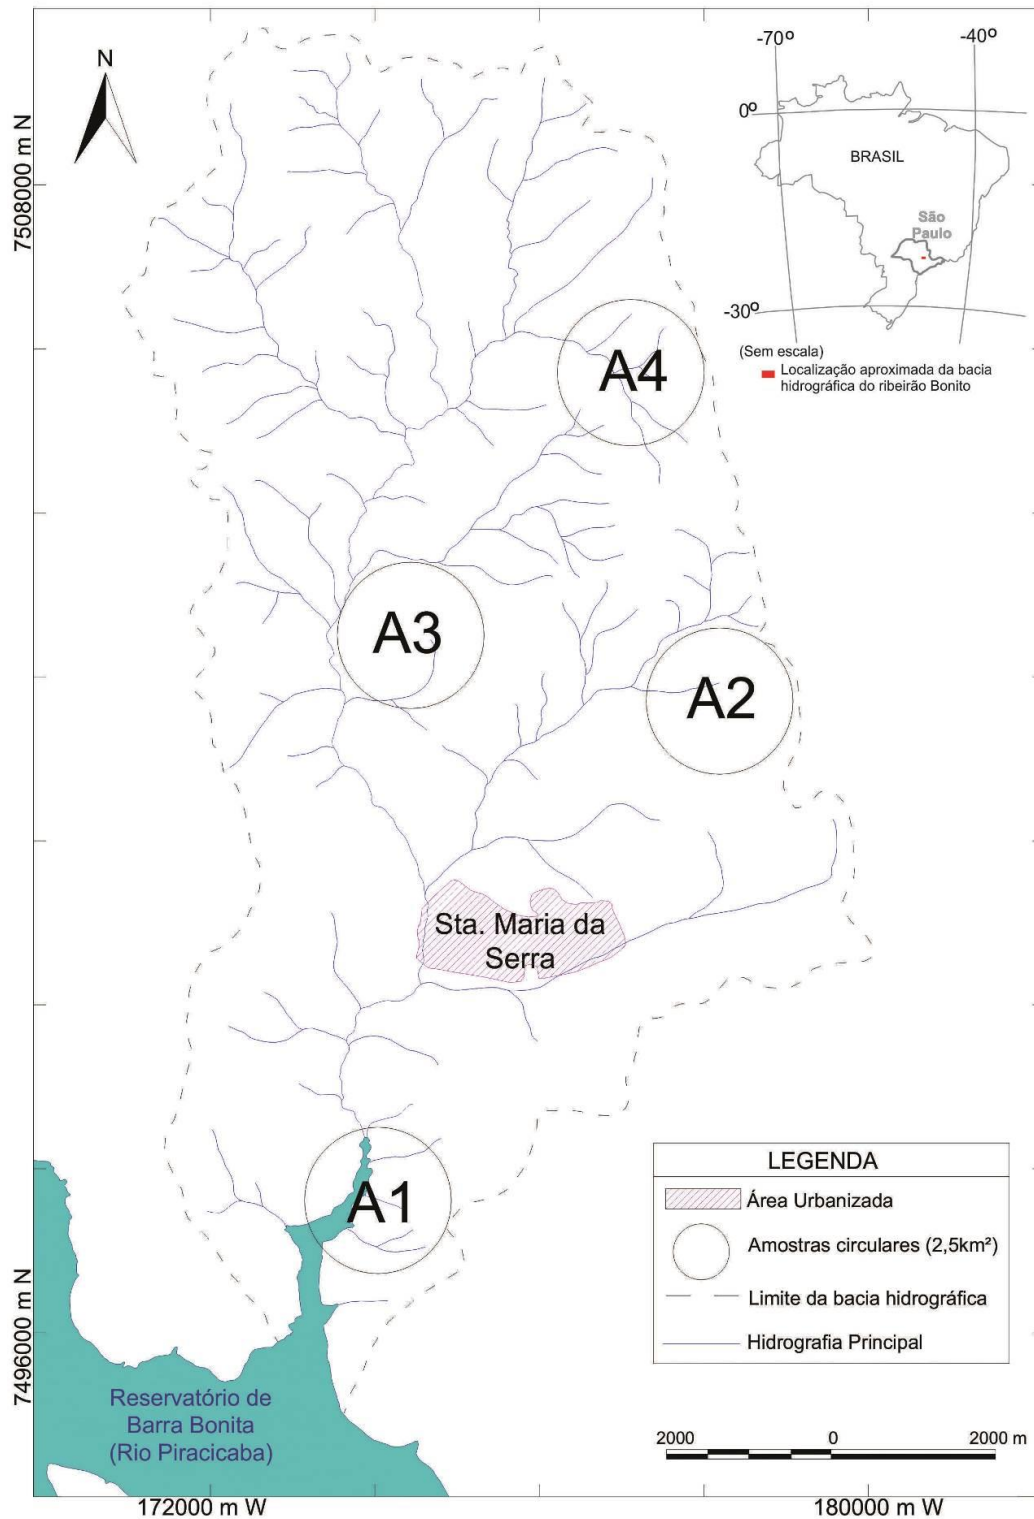 N
7508000 m N
7496000 m N
-70º
-40º
0º
-30º
BRASIL
São
Paulo
(Sem escala)
Localização aproximada da bacia
hidrográfica do ribeirão Bonito
A4
A3
A2
Sta. Maria da
Serra
A1
Reservatório de
Barra Bonita
(Rio Piracicaba)
LEGENDA
Área Urbanizada
Amostras circulares (2,5km²)
Limite da bacia hidrográfica
Hidrografia Principal
2000 0 2000 m
172000 m W
180000 m W